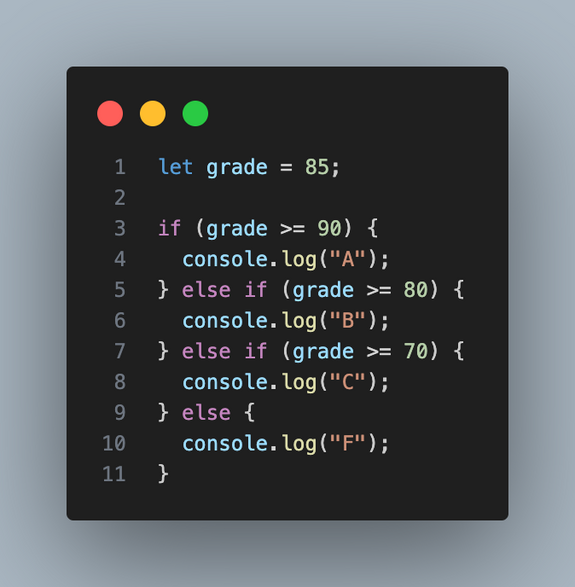 1 let grade = 85;
2
3 if (grade >= 90) {
4   console.log("A");
5 } else if (grade >= 80) {
6   console.log("B");
7 } else if (grade >= 70) {
8   console.log("C");
9 } else {
10   console.log("F");
11 }